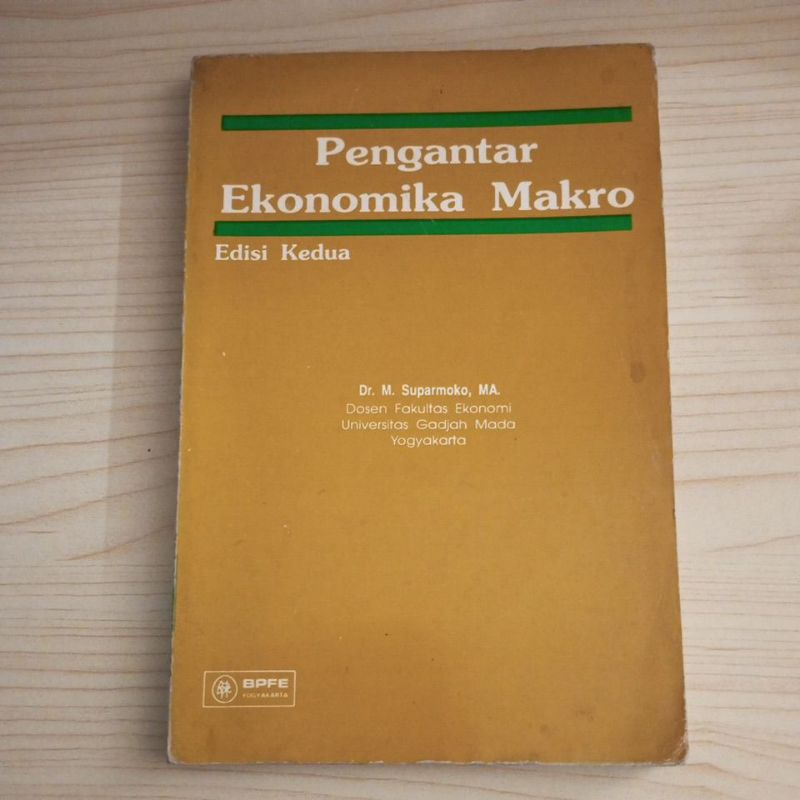 Pengantar
Ekonomika Makro
Edisi Kedua
Dr. M. Suparmoko, MA.
Dosen Fakultas Ekonomi
Universitas Gadjah Mada
Yogyakarta
BPFE
YOGYAKARTA